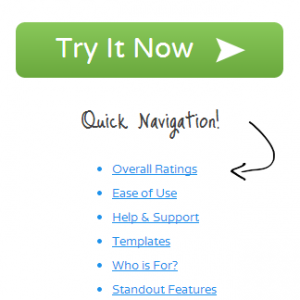 Try It Now
Quick Navigation!
Overall Ratings
Ease of Use
Help & Support
Templates
Who is For?
Standout Features